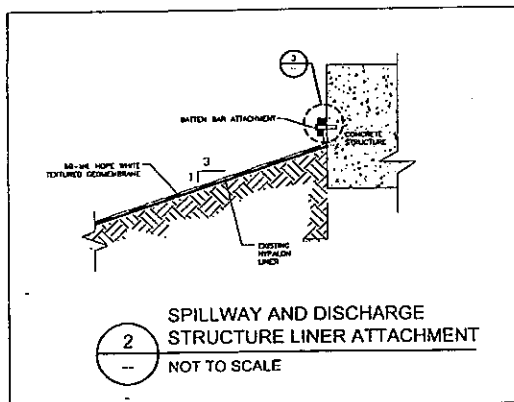 3
--
BATTEN BAR ATTACHMENT
CONCRETE
STRUCTURE
HDPE WHITE
TEXTURED GEOMEMBRANE
3
1
EXISTING
HYPALON
LINER
2
--
SPILLWAY AND DISCHARGE
STRUCTURE LINER ATTACHMENT
NOT TO SCALE